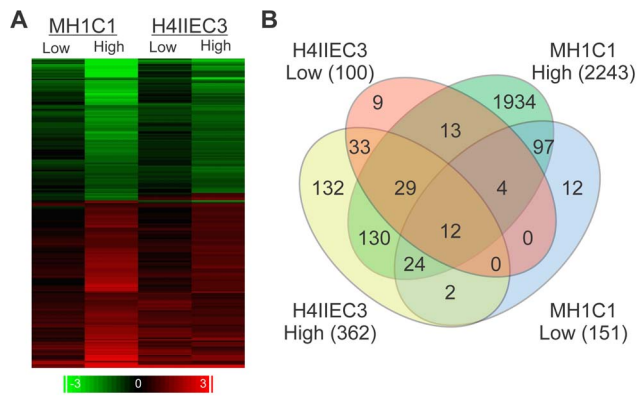 A
MH1C1 H4IIEC3
Low High Low High
-3 0 3
B
H4IIEC3
Low (100)
MH1C1
High (2243)
9
1934
13
33
97
132
29
4
12
130
12
0
24
0
2
H4IIEC3
High (362)
MH1C1
Low (151)